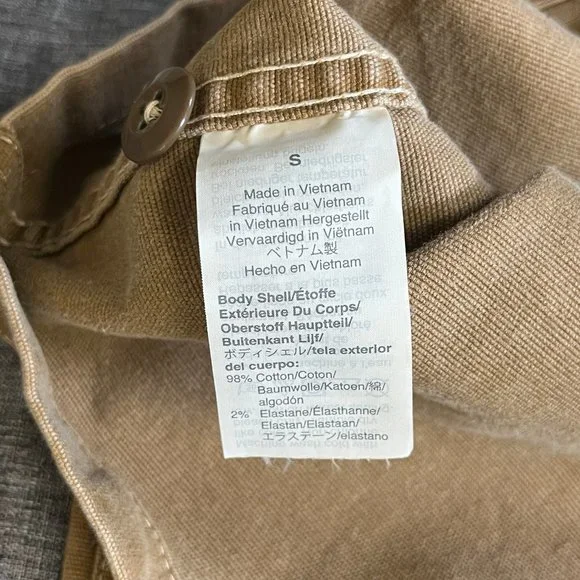 S
Made in Vietnam
Fabriqué au Vietnam
in Vietnam Hergestellt
Vervaardigd in Viëtnam
ベトナム製
Hecho en Vietnam
Body Shell/Étoffe
Extérieure Du Corps/
Oberstoff Hauptteil/
Buitenkant Lijf/
ボディシェル/tela exterior
del cuerpo:
98% Cotton/Coton/
Baumwolle/Katoen/綿/
algodón
2% Elastane/Élasthanne/
Elastan/Elastaan/
エラステーン/elastano